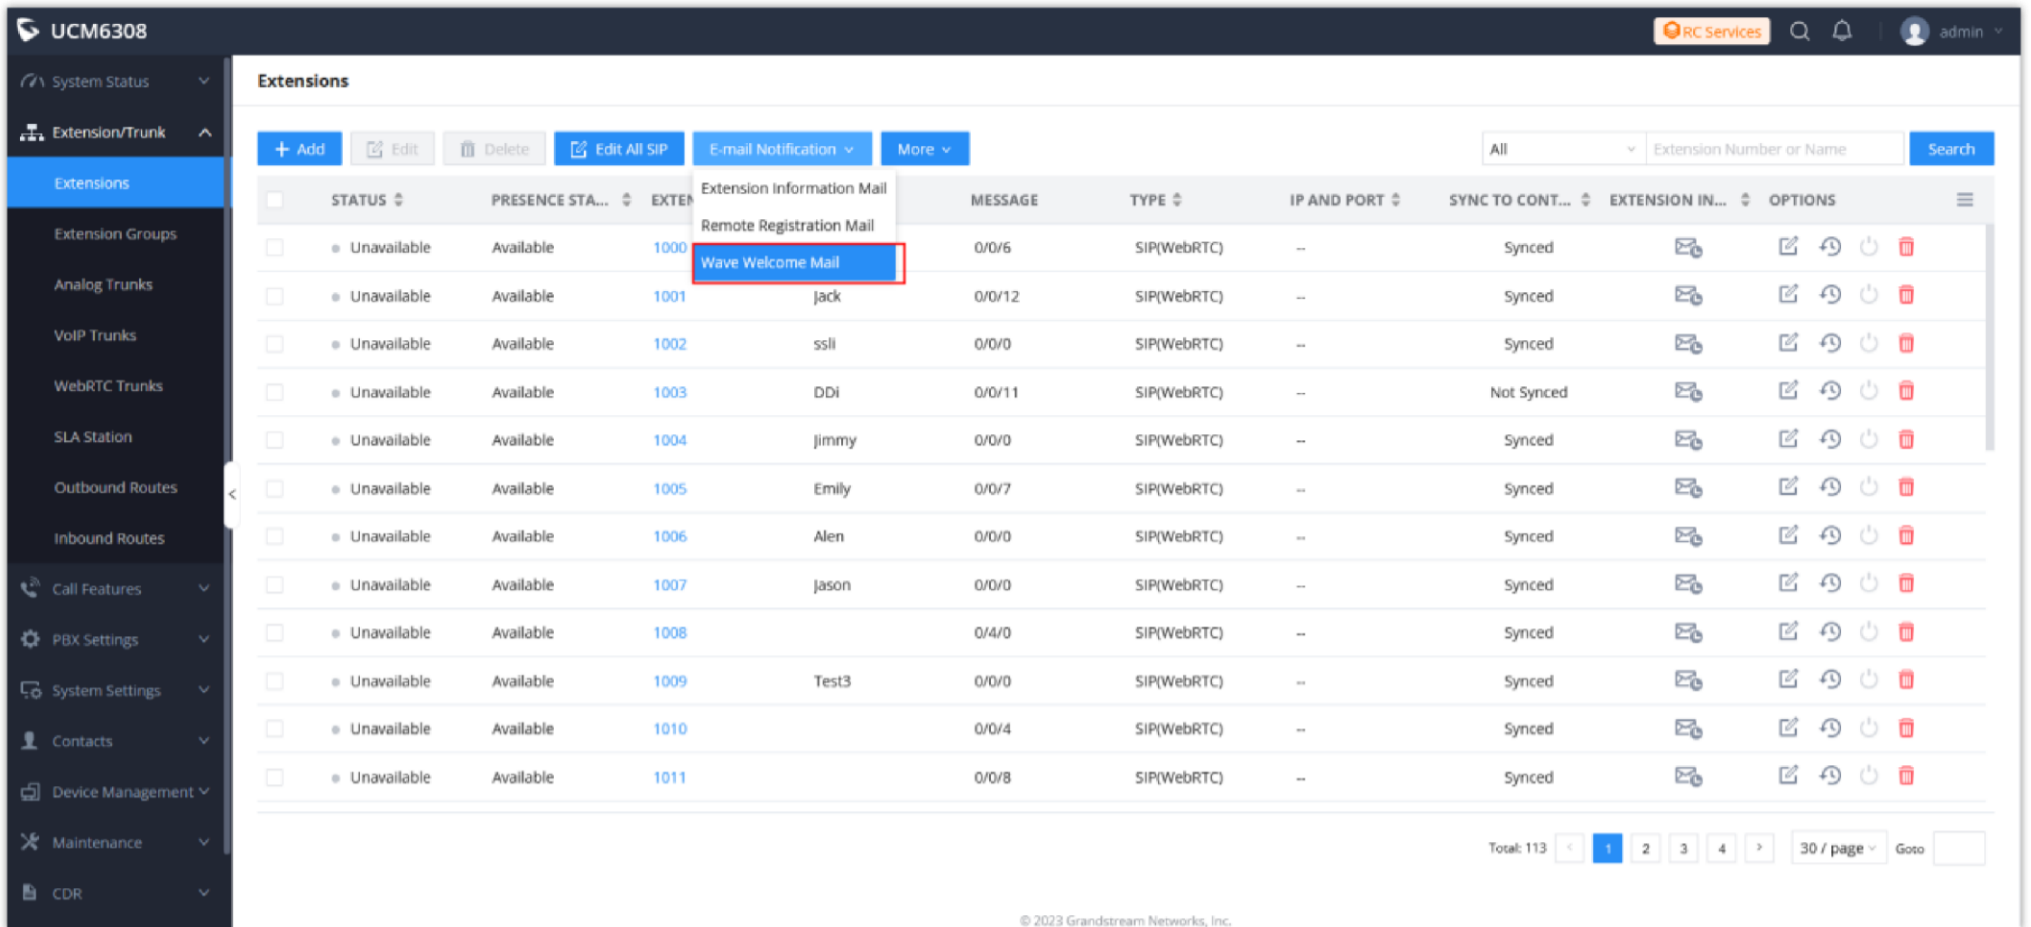 UCM6308
RC Services
admin
System Status
Extension/Trunk
Extensions
Extension Groups
Analog Trunks
VoIP Trunks
WebRTC Trunks
SLA Station
Outbound Routes
Inbound Routes
Call Features
PBX Settings
System Settings
Contacts
Device Management
Maintenance
CDR
Extensions
+ Add Edit Delete Edit All SIP E-mail Notification More All Extension Number or Name Search
Extension Information Mail
Remote Registration Mail
Wave Welcome Mail
STATUS PRESENCE STA... EXTEN MESSAGE TYPE IP AND PORT SYNC TO CONT... EXTENSION IN... OPTIONS
Unavailable Available 1000 0/0/6 SIP(WebRTC) -- Synced
Unavailable Available 1001 Jack 0/0/12 SIP(WebRTC) -- Synced
Unavailable Available 1002 ssli 0/0/0 SIP(WebRTC) -- Synced
Unavailable Available 1003 DDi 0/0/11 SIP(WebRTC) -- Not Synced
Unavailable Available 1004 Jimmy 0/0/0 SIP(WebRTC) -- Synced
Unavailable Available 1005 Emily 0/0/7 SIP(WebRTC) -- Synced
Unavailable Available 1006 Alen 0/0/0 SIP(WebRTC) -- Synced
Unavailable Available 1007 Jason 0/0/0 SIP(WebRTC) -- Synced
Unavailable Available 1008 0/4/0 SIP(WebRTC) -- Synced
Unavailable Available 1009 Test3 0/0/0 SIP(WebRTC) -- Synced
Unavailable Available 1010 0/0/4 SIP(WebRTC) -- Synced
Unavailable Available 1011 0/0/8 SIP(WebRTC) -- Synced
Total: 113 < 1 2 3 4 > 30 / page Goto
© 2023 Grandstream Networks, Inc.